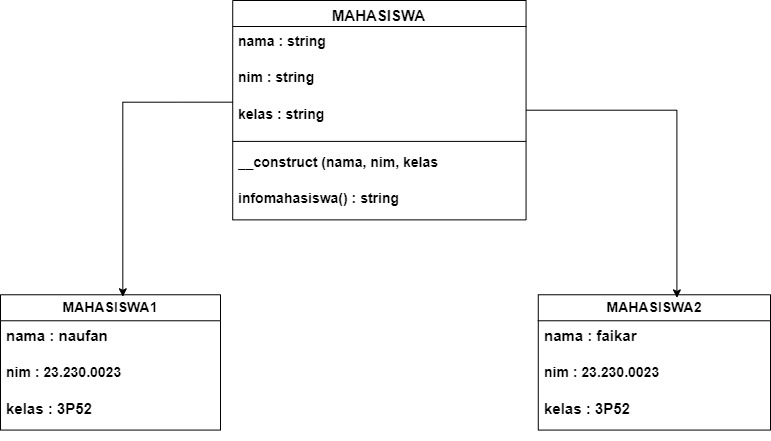 MAHASISWA
nama : string
nim : string
kelas : string
__construct (nama, nim, kelas
infomahasiswa() : string
MAHASISWA1
nama : naufan
nim : 23.230.0023
kelas : 3P52
MAHASISWA2
nama : faikar
nim : 23.230.0023
kelas : 3P52